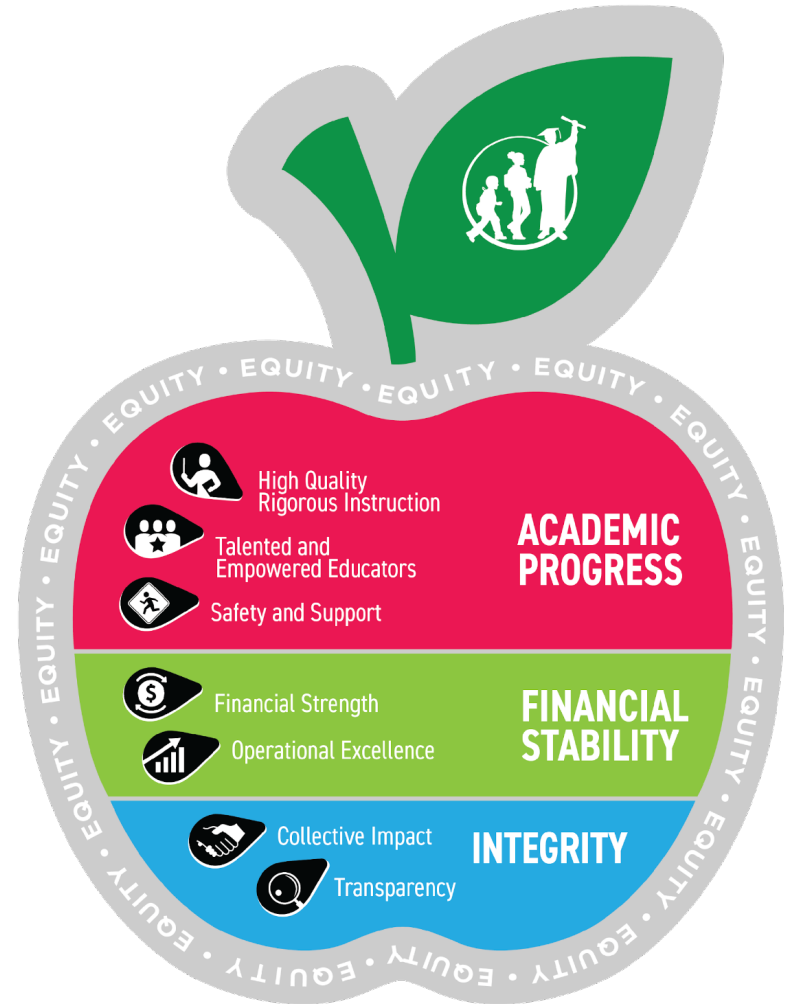 EQUITY • EQUITY • EQUITY • EQUITY • EQUITY • EQUITY • EQUITY • EQUITY • EQUITY • EQUITY • EQUITY • EQUITY • EQUITY • EQUITY • EQUITY •
High Quality
Rigorous Instruction
Talented and
Empowered Educators
Safety and Support
ACADEMIC
PROGRESS
$
Financial Strength
Operational Excellence
FINANCIAL
STABILITY
Collective Impact
Transparency
INTEGRITY